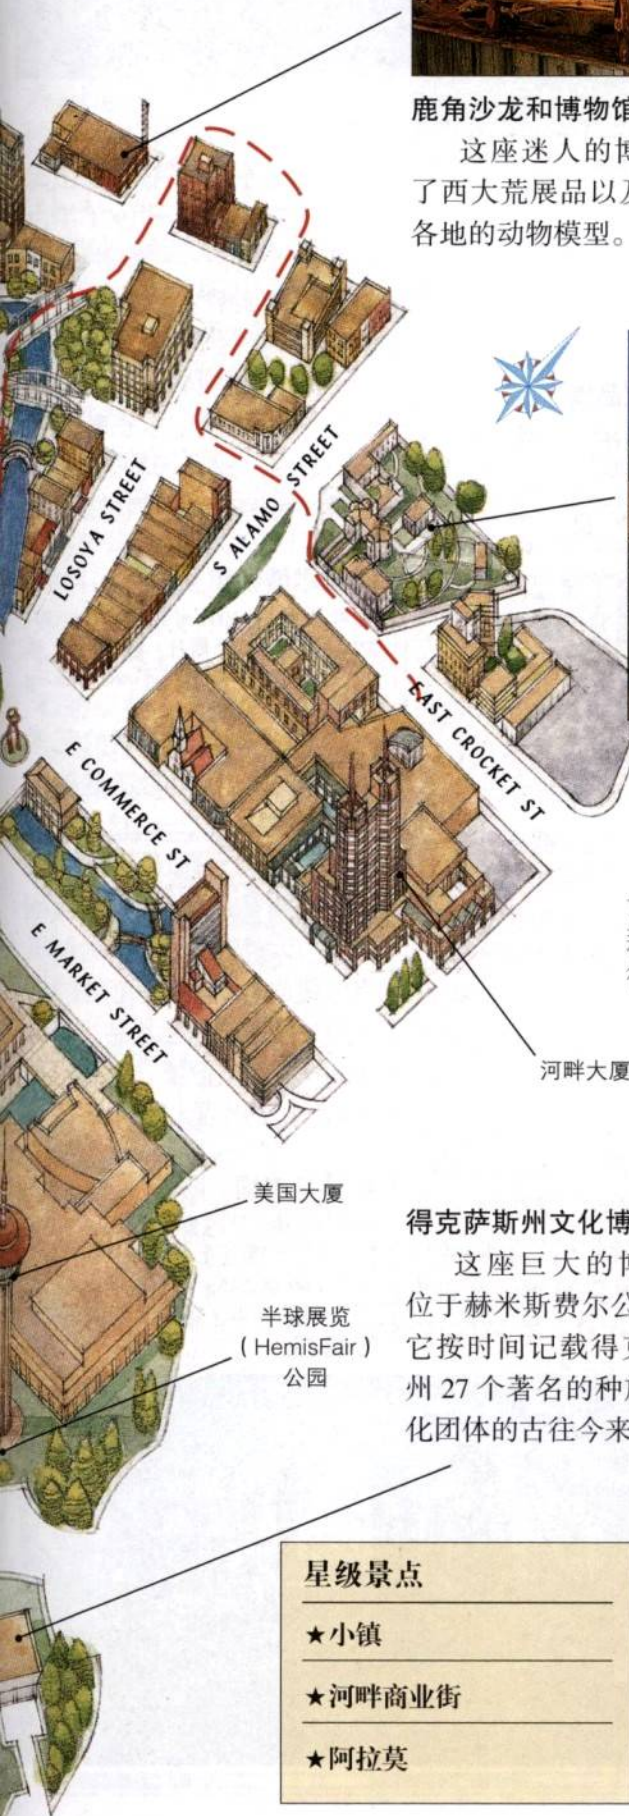 鹿角沙龙和博物馆
这座迷人的博
了西大荒展品以及
各地的动物模型。
LOSOYA STREET
S ALAMO STREET
EAST CROCKET ST
E COMMERCE ST
E MARKET STREET
河畔大厦
美国大厦
半球展览
（HemisFair）
公园
得克萨斯州文化博
这座巨大的博
位于赫米斯费尔公
它按时间记载得克
州 27 个著名的种族
化团体的古往今来
星级景点
★小镇
★河畔商业街
★阿拉莫